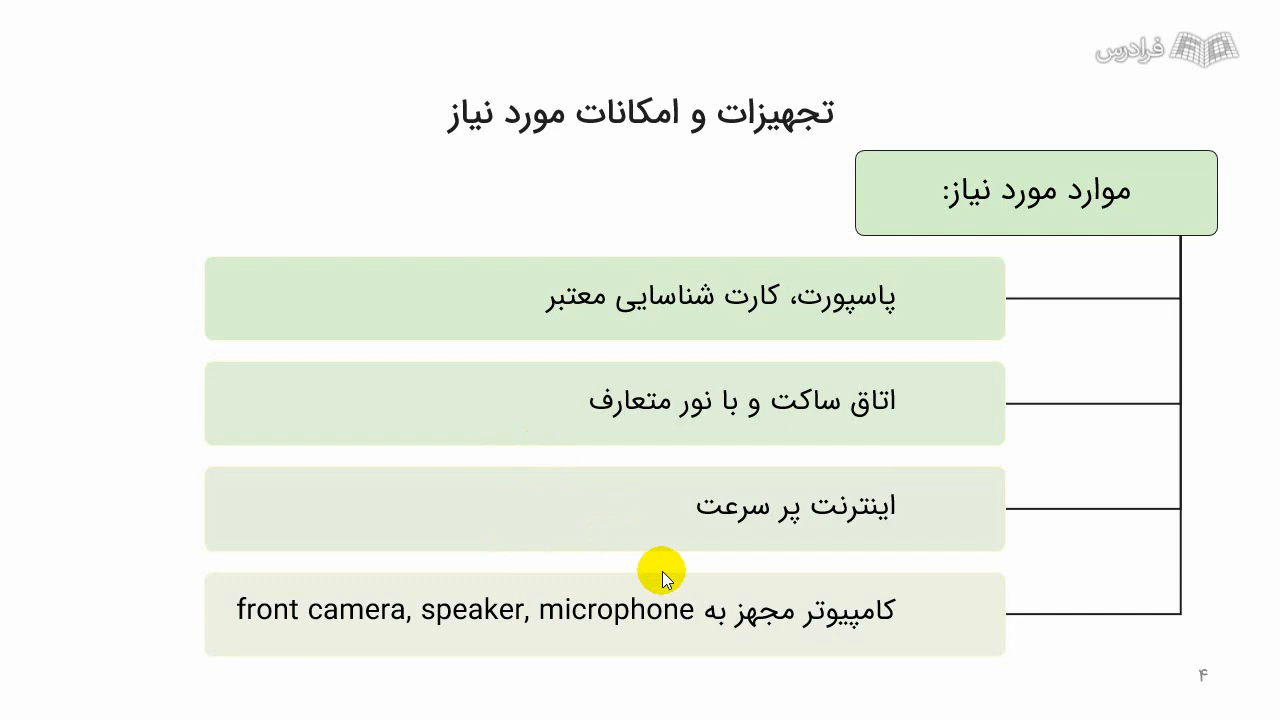 فرادرس
تجهیزات و امکانات مورد نیاز
موارد مورد نیاز:
پاسپورت، کارت شناسایی معتبر
اتاق ساکت و با نور متعارف
اینترنت پر سرعت
کامپیوتر مجهز به front camera, speaker, microphone
۴